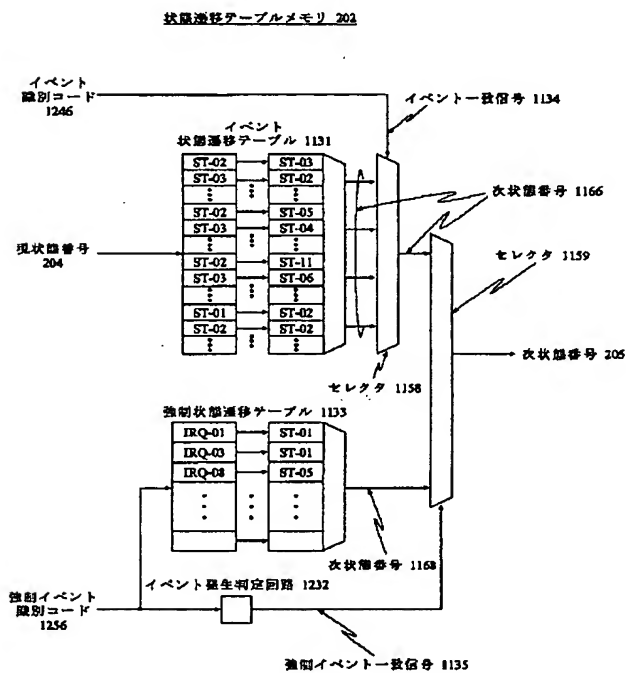 状態遷移テーブルメモリ 202
イベント
識別コード
1246
イベント一致信号 1134
イベント
状態遷移テーブル 1131
ST-02 ST-03
ST-03 ST-02
ST-02 ST-05
ST-03 ST-04
ST-02 ST-11
ST-03 ST-06
ST-01 ST-02
ST-02 ST-02
現状態番号
204
次状態番号 1166
セレクタ 1159
次状態番号 205
セレクタ 1158
強制状態遷移テーブル 1133
IRQ-01 ST-01
IRQ-03 ST-01
IRQ-08 ST-05
次状態番号 1168
イベント発生判定回路 1232
強制イベント
識別コード
1256
強制イベント一致信号 1135